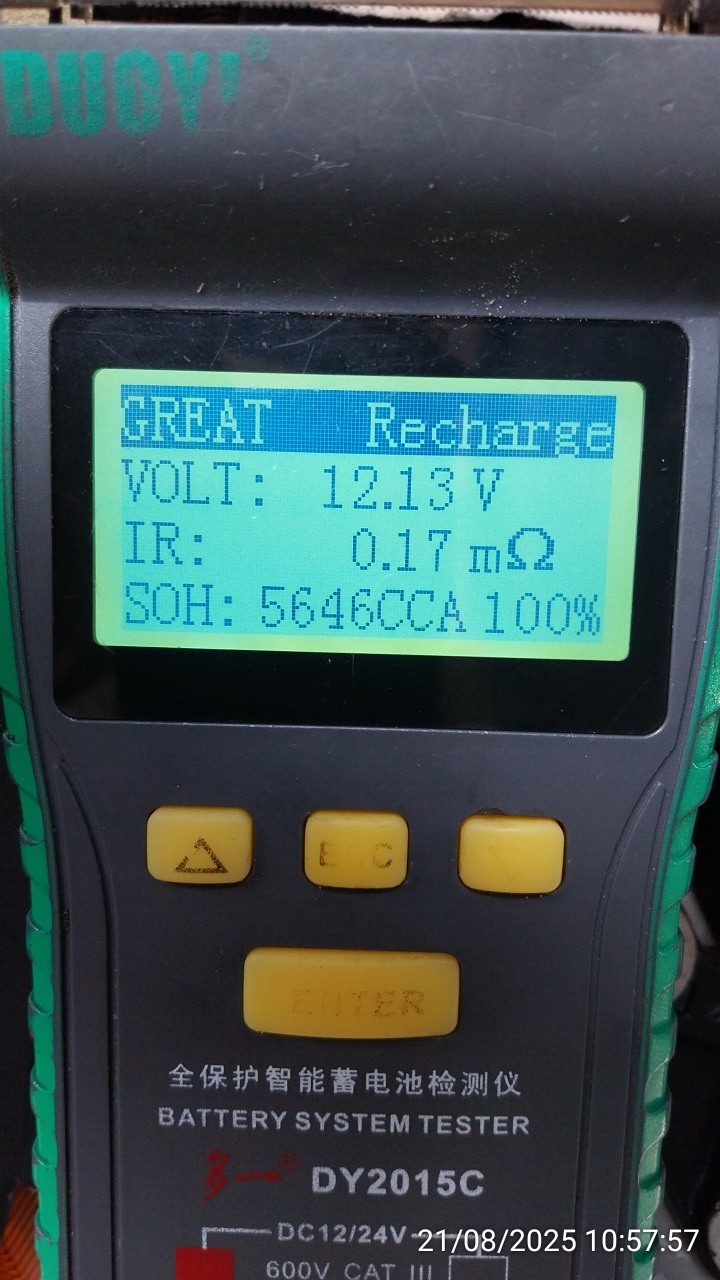 DUOYI®
GREAT Recharge
VOLT: 12.13 V
IR: 0.17 mΩ
SOH: 5646CCA 100%
E C
ENTER
全保护智能蓄电池检测仪
BATTERY SYSTEM TESTER
多一® DY2015C
DC12/24V
21/08/2025 10:57:57
600V CAT III